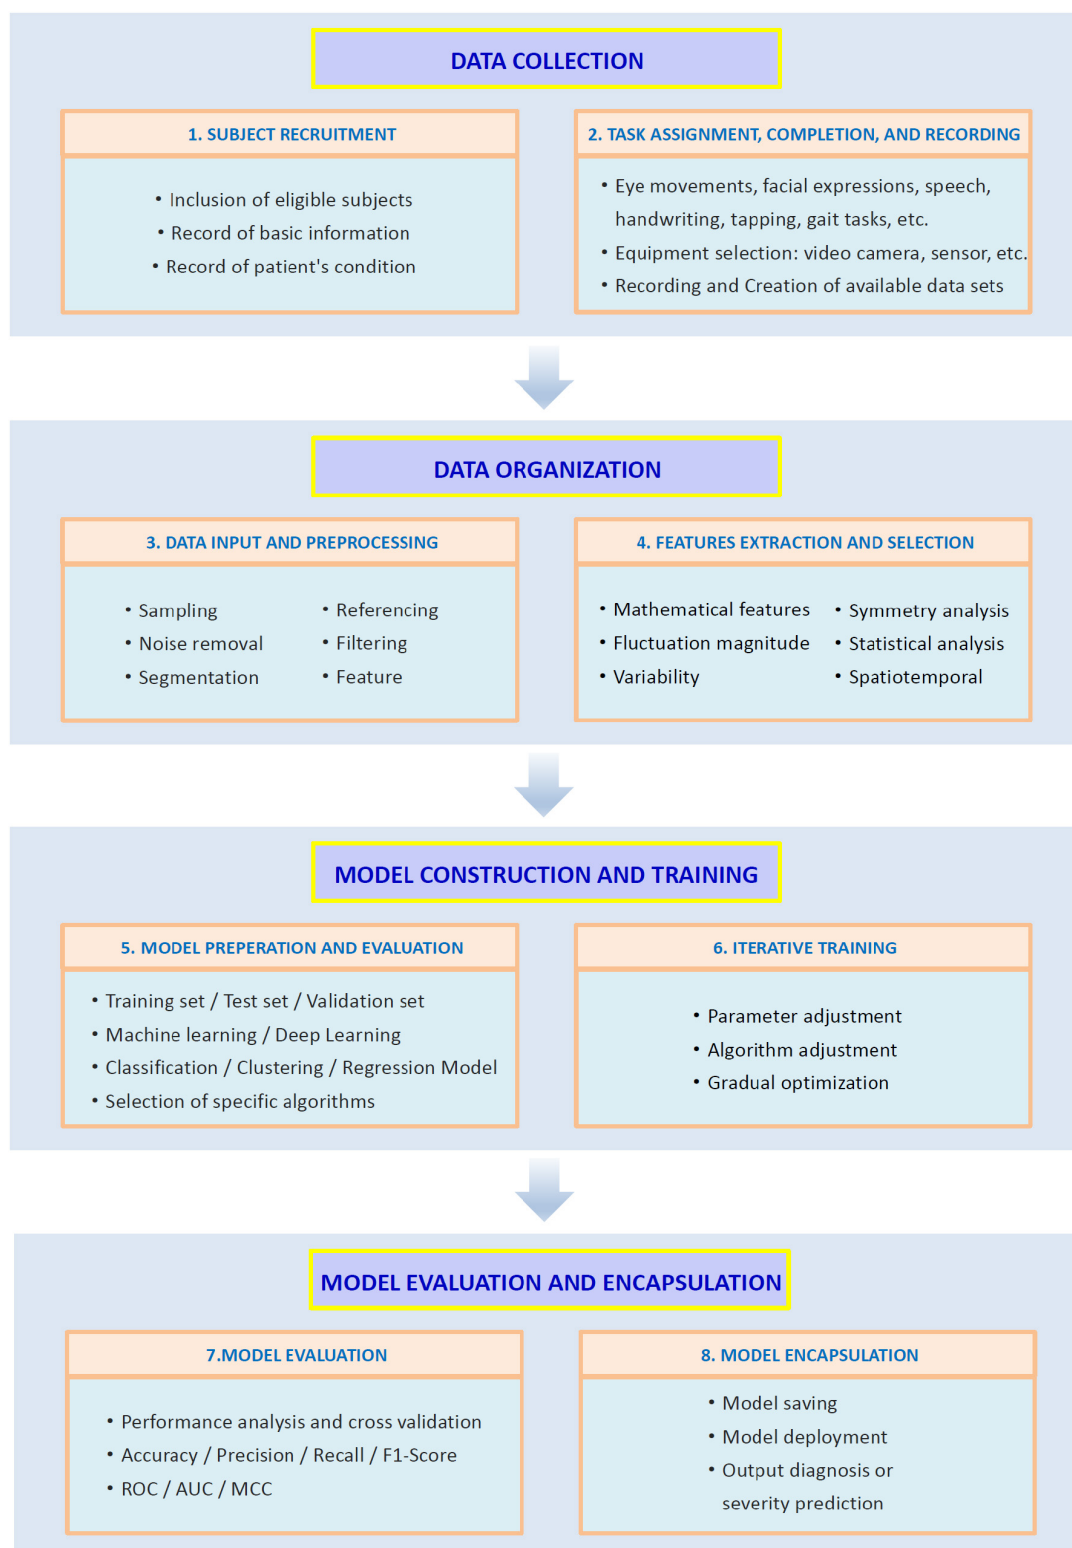 DATA COLLECTION
1. SUBJECT RECRUITMENT
• Inclusion of eligible subjects
• Record of basic information
• Record of patient's condition
2. TASK ASSIGNMENT, COMPLETION, AND RECORDING
• Eye movements, facial expressions, speech,
handwriting, tapping, gait tasks, etc.
• Equipment selection: video camera, sensor, etc.
• Recording and Creation of available data sets
DATA ORGANIZATION
3. DATA INPUT AND PREPROCESSING
• Sampling
• Noise removal
• Segmentation
• Referencing
• Filtering
• Feature
4. FEATURES EXTRACTION AND SELECTION
• Mathematical features
• Fluctuation magnitude
• Variability
• Symmetry analysis
• Statistical analysis
• Spatiotemporal
MODEL CONSTRUCTION AND TRAINING
5. MODEL PREPERATION AND EVALUATION
• Training set / Test set / Validation set
• Machine learning / Deep Learning
• Classification / Clustering / Regression Model
• Selection of specific algorithms
6. ITERATIVE TRAINING
• Parameter adjustment
• Algorithm adjustment
• Gradual optimization
MODEL EVALUATION AND ENCAPSULATION
7.MODEL EVALUATION
• Performance analysis and cross validation
• Accuracy / Precision / Recall / F1-Score
• ROC / AUC / MCC
8. MODEL ENCAPSULATION
• Model saving
• Model deployment
• Output diagnosis or
severity prediction